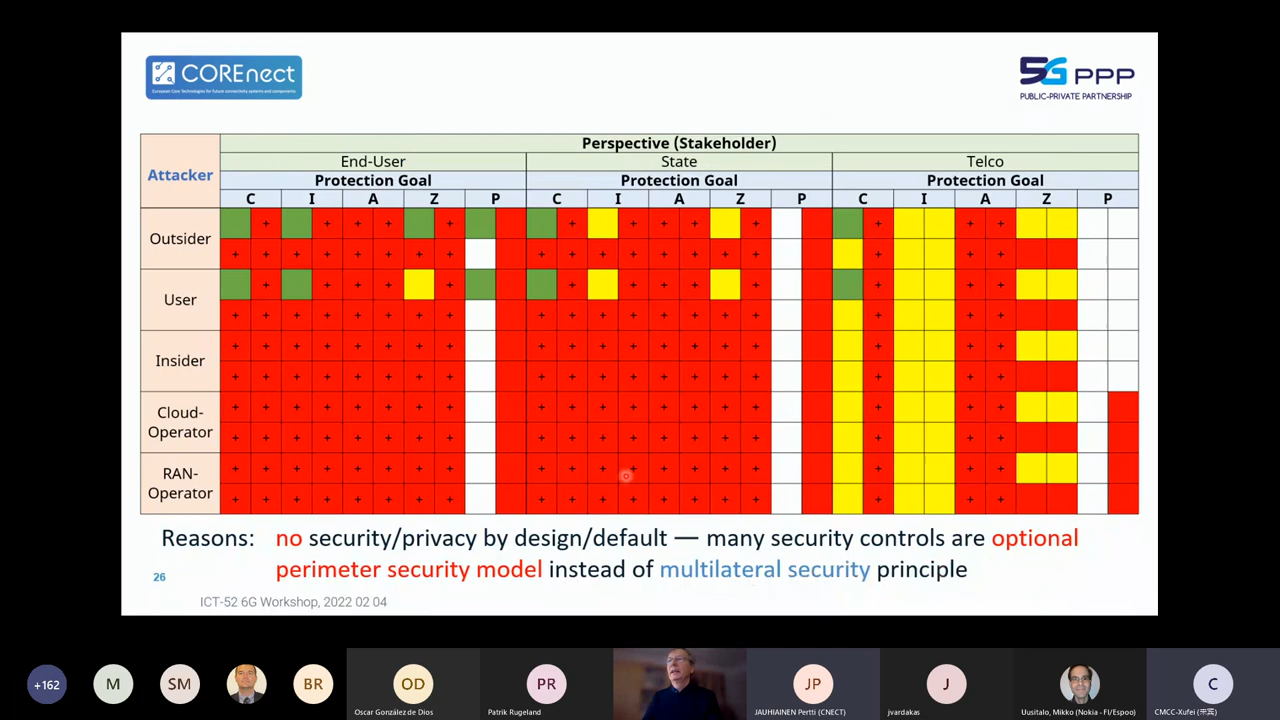 COREnect
European Core Technologies for future connectivity systems and components
5G PPP
PUBLIC-PRIVATE PARTNERSHIP
Attacker
Perspective (Stakeholder)
End-User State Telco
Protection Goal Protection Goal Protection Goal
C I A Z P C I A Z P C I A Z P
Outsider + + + + + + + + + + + +
+ + + + + + + + + + + + + + + + + + +
User + + + + + + + + + + + +
+ + + + + + + + + + + + + + + + + + +
Insider + + + + + + + + + + + + + + + + + + +
+ + + + + + + + + + + + + + + + + + +
Cloud-
Operator
+ + + + + + + + + + + + + + + + + + +
+ + + + + + + + + + + + + + + + + + +
RAN-
Operator
+ + + + + + + + + + + + + + + + + + +
+ + + + + + + + + + + + + + + + + + +
Reasons: no security/privacy by design/default — many security controls are optional
perimeter security model instead of multilateral security principle
26
ICT-52 6G Workshop, 2022 02 04
+162 M SM BR OD PR JP J C
Oscar González de Dios Patrik Rugeland JAUHIAINEN Pertti (CNECT) jvardakas Uusitalo, Mikko (Nokia - FI/Espoo)